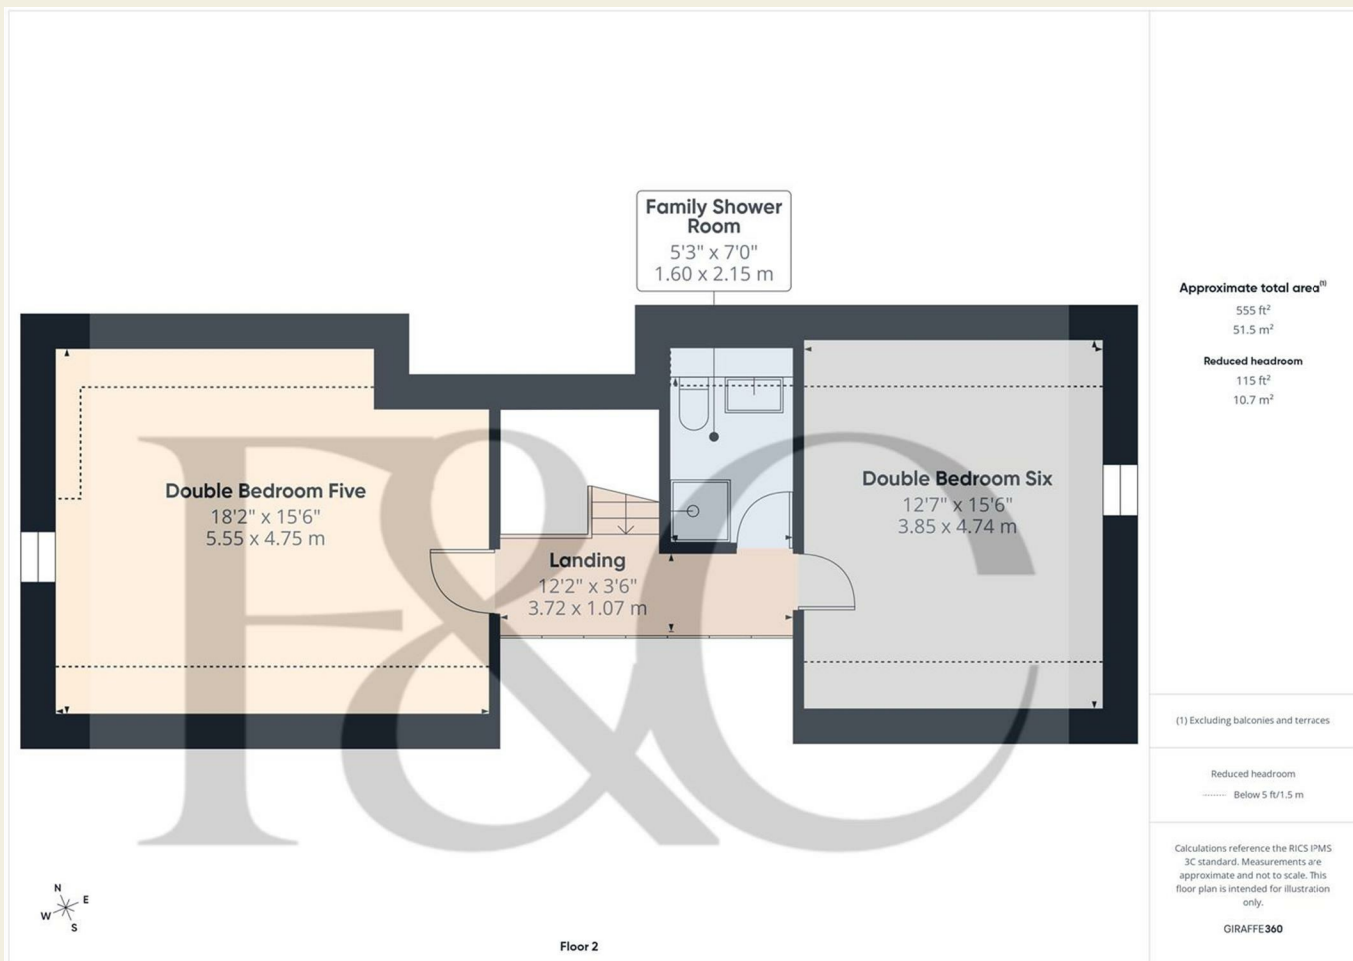 Family Shower
Room
5'3" x 7'0"
1.60 x 2.15 m
Double Bedroom Five
18'2" x 15'6"
5.55 x 4.75 m
Landing
12'2" x 3'6"
3.72 x 1.07 m
Double Bedroom Six
12'7" x 15'6"
3.85 x 4.74 m
F&C
N
E
W
S
Floor 2
Approximate total area(1)
555 ft²
51.5 m²
Reduced headroom
115 ft²
10.7 m²
(1) Excluding balconies and terraces
Reduced headroom
Below 5 ft/1.5 m
Calculations reference the RICS IPMS
3C standard. Measurements are
approximate and not to scale. This
floor plan is intended for illustration
only.
GIRAFFE360